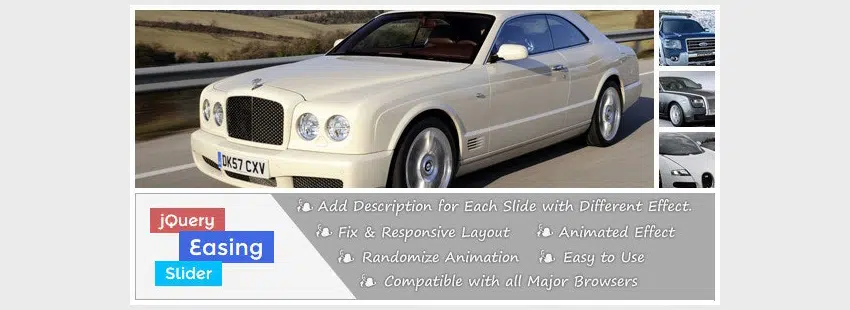 DK57 CXV
jQuery
Easing
Slider
Add Description for Each Slide with Different Effect.
Fix & Responsive Layout
Animated Effect
Randomize Animation
Easy to Use
Compatible with all Major Browsers